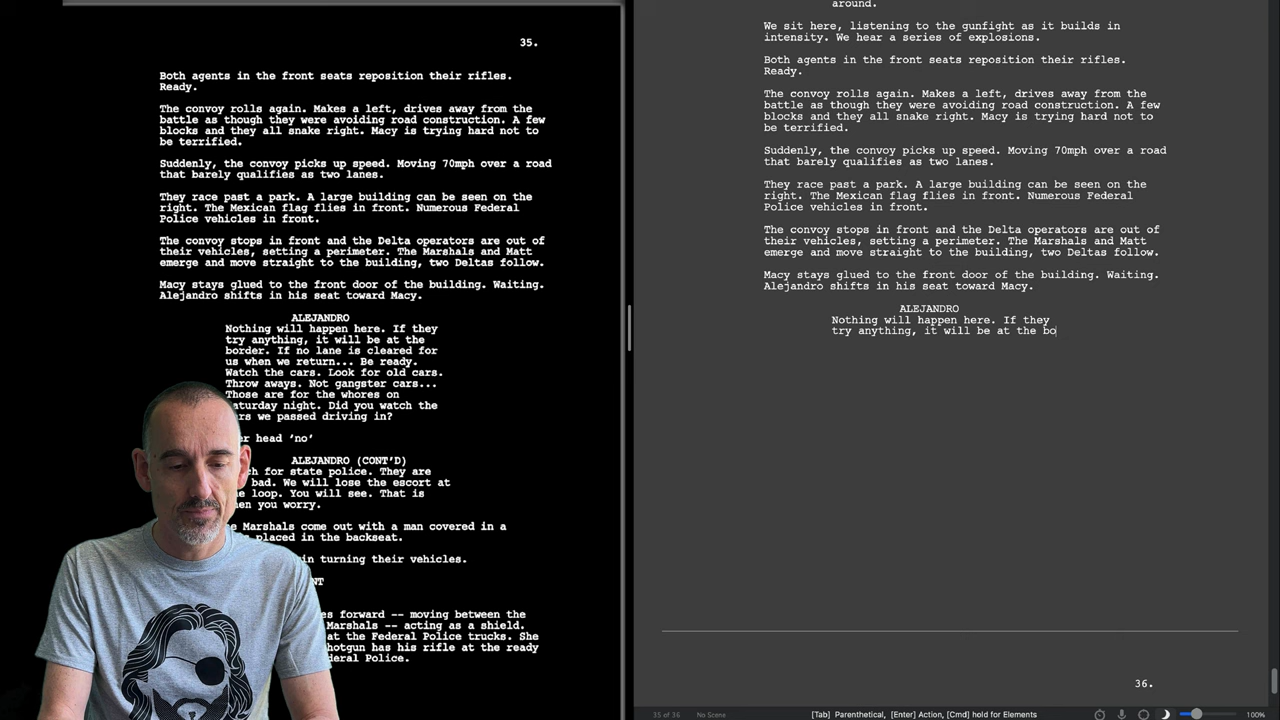 35.
Both agents in the front seats reposition their rifles.
Ready.
The convoy rolls again. Makes a left, drives away from the
battle as though they were avoiding road construction. A few
blocks and they all snake right. Macy is trying hard not to
be terrified.
Suddenly, the convoy picks up speed. Moving 70mph over a road
that barely qualifies as two lanes.
They race past a park. A large building can be seen on the
right. The Mexican flag flies in front. Numerous Federal
Police vehicles in front.
The convoy stops in front and the Delta operators are out of
their vehicles, setting a perimeter. The Marshals and Matt
emerge and move straight to the building, two Deltas follow.
Macy stays glued to the front door of the building. Waiting.
Alejandro shifts in his seat toward Macy.
ALEJANDRO
Nothing will happen here. If they
try anything, it will be at the
border. If no lane is cleared for
us when we return... Be ready.
Watch the cars. Look for old cars.
Throw aways. Not gangster cars...
Those are for the whores on
aturday night. Did you watch the
rs we passed driving in?
er head 'no'
ALEJANDRO (CONT'D)
ch for state police. They are
bad. We will lose the escort at
e loop. You will see. That is
en you worry.
e Marshals come out with a man covered in a
placed in the backseat.
in turning their vehicles.
NT
es forward -- moving between the
Marshals -- acting as a shield.
at the Federal Police trucks. She
hotgun has his rifle at the ready
deral Police.
around.
We sit here, listening to the gunfight as it builds in
intensity. We hear a series of explosions.
Both agents in the front seats reposition their rifles.
Ready.
The convoy rolls again. Makes a left, drives away from the
battle as though they were avoiding road construction. A few
blocks and they all snake right. Macy is trying hard not to
be terrified.
Suddenly, the convoy picks up speed. Moving 70mph over a road
that barely qualifies as two lanes.
They race past a park. A large building can be seen on the
right. The Mexican flag flies in front. Numerous Federal
Police vehicles in front.
The convoy stops in front and the Delta operators are out of
their vehicles, setting a perimeter. The Marshals and Matt
emerge and move straight to the building, two Deltas follow.
Macy stays glued to the front door of the building. Waiting.
Alejandro shifts in his seat toward Macy.
ALEJANDRO
Nothing will happen here. If they
try anything, it will be at the bo
36.
35 of 36 No Scene [Tab] Parenthetical, [Enter] Action, [Cmd] hold for Elements 100%